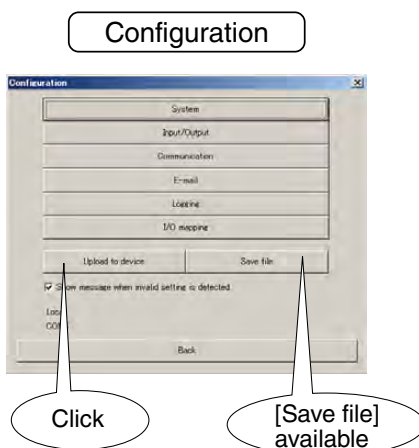 Configuration
Configuration
System
Input/Output
Communication
E-mail
Logging
I/O mapping
Upload to device
Save file
Show message when invalid setting is detected.
Back
Click
[Save file]
available